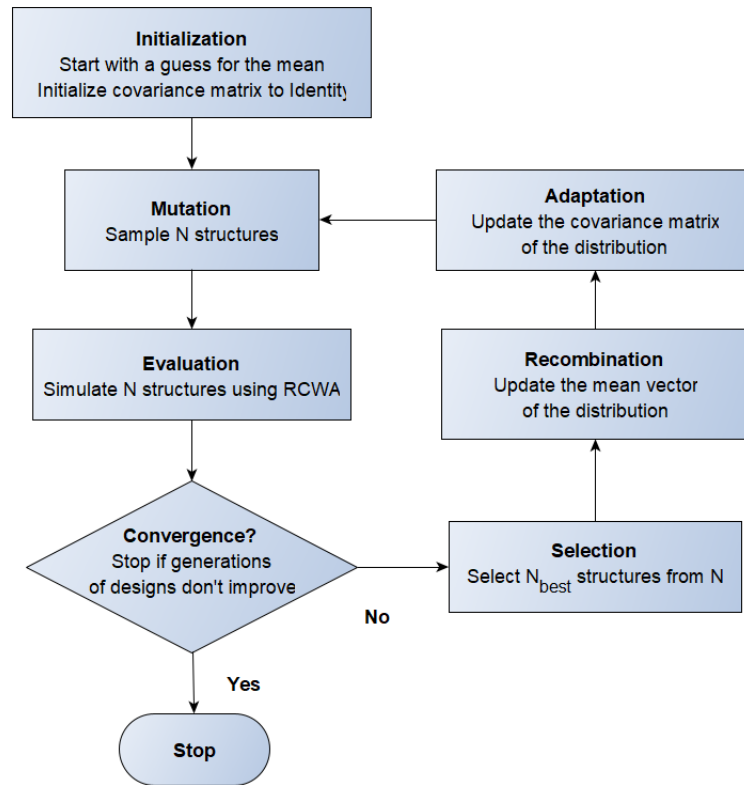 Initialization
Start with a guess for the mean
Initialize covariance matrix to Identity
Mutation
Sample N structures
Evaluation
Simulate N structures using RCWA
Convergence?
Stop if generations
of designs don't improve
No
Yes
Stop
Selection
Select N_best structures from N
Recombination
Update the mean vector
of the distribution
Adaptation
Update the covariance matrix
of the distribution